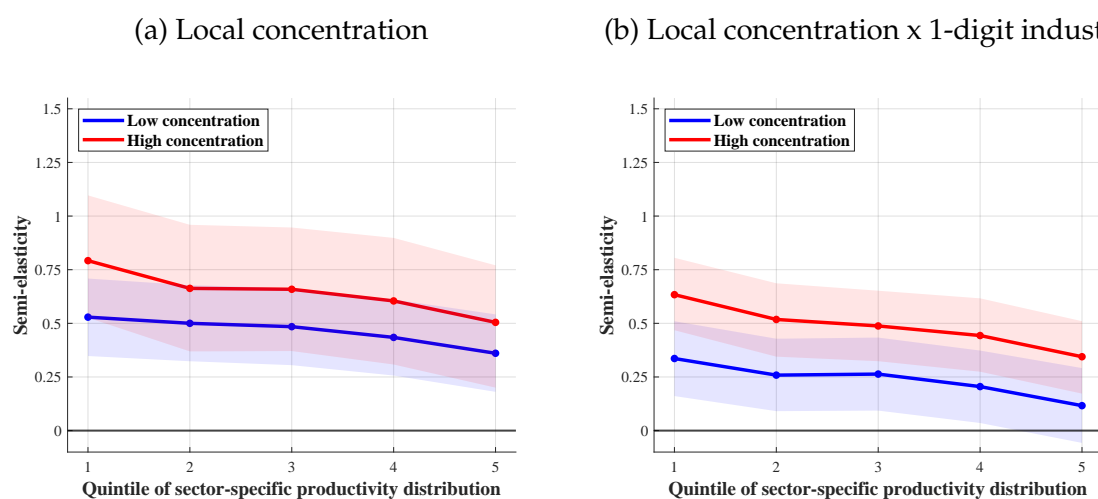 (a) Local concentration
(b) Local concentration x 1-digit indust
1.5
1.25
1
0.75
0.5
0.25
0
Semi-elasticity
Low concentration
High concentration
1 2 3 4 5
Quintile of sector-specific productivity distribution
1.5
1.25
1
0.75
0.5
0.25
0
Semi-elasticity
Low concentration
High concentration
1 2 3 4 5
Quintile of sector-specific productivity distribution